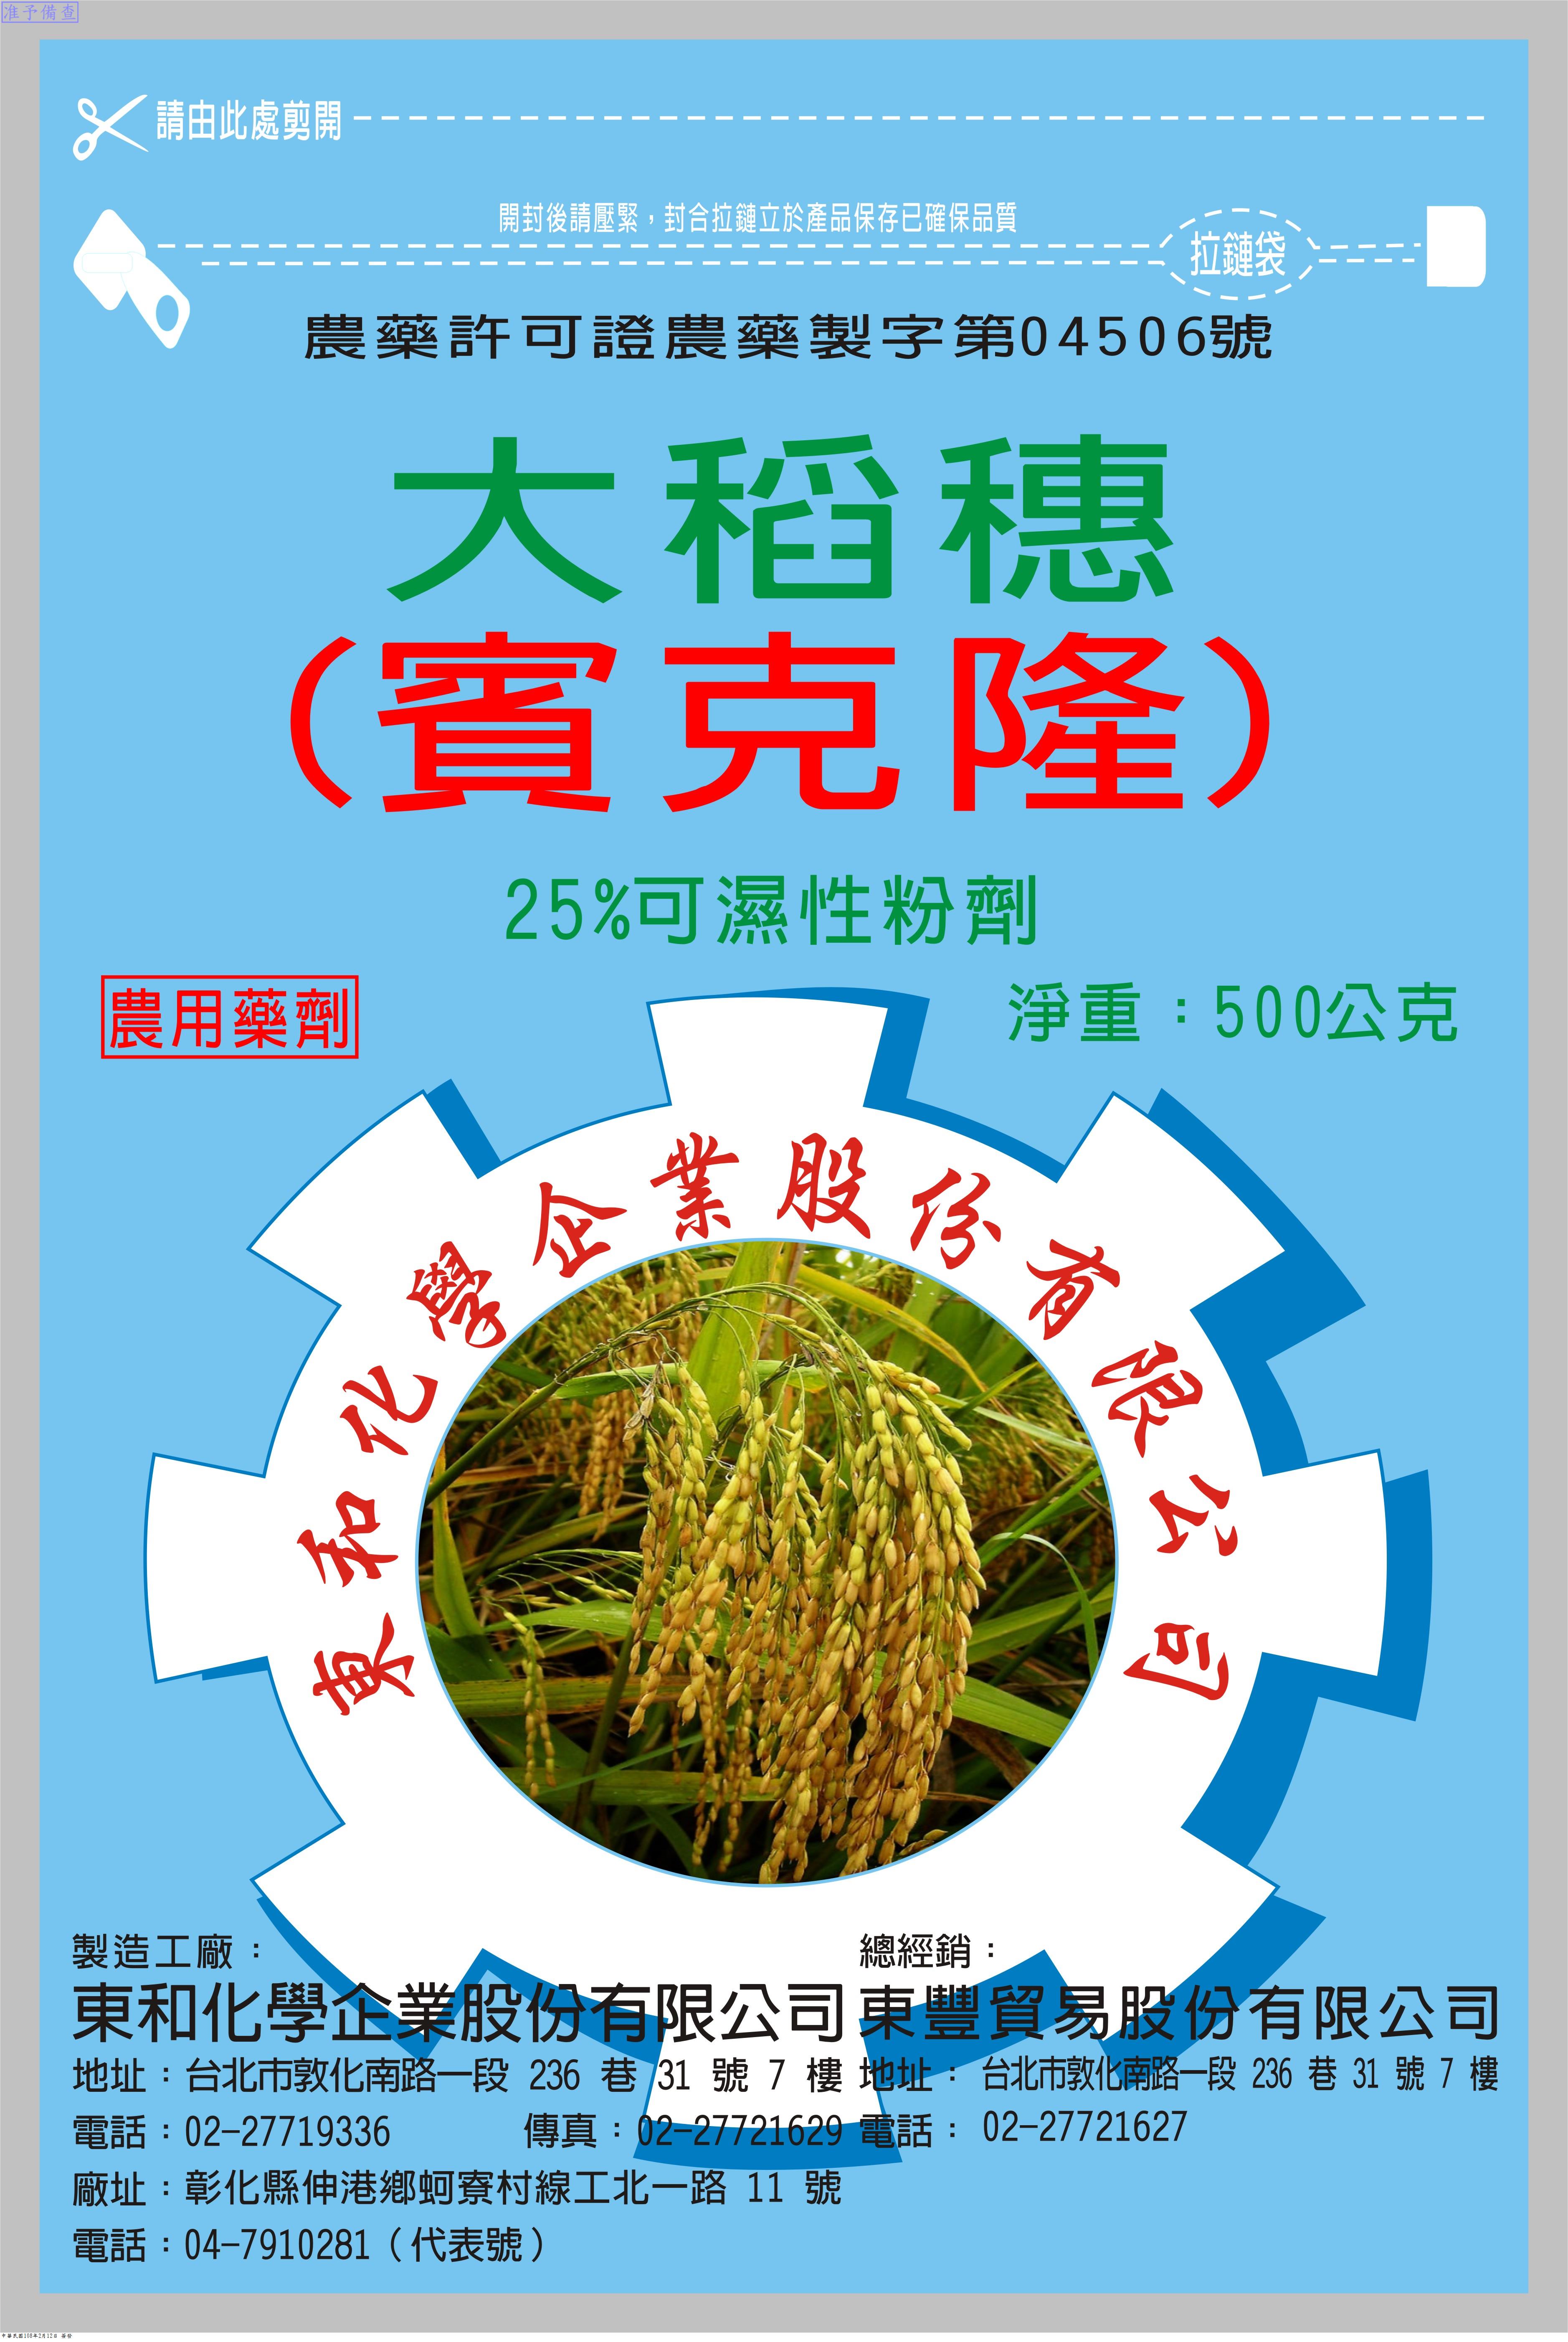 准予備查
請由此處剪開
開封後請壓緊，封合拉鏈立於產品保存已確保品質
拉鏈袋
農藥許可證農藥製字第04506號
大稻穗
(賓克隆)
25%可濕性粉劑
農用藥劑
淨重：500公克
東和化學企業股份有限公司
製造工廠：
東和化學企業股份有限公司
地址：台北市敦化南路一段 236 巷 31 號 7 樓
電話：02-27719336 傳真：02-27721629
廠址：彰化縣伸港鄉蚵寮村線工北一路 11 號
電話：04-7910281（代表號）
總經銷：
東豐貿易股份有限公司
地址： 台北市敦化南路一段 236 巷 31 號 7 樓
電話： 02-27721627